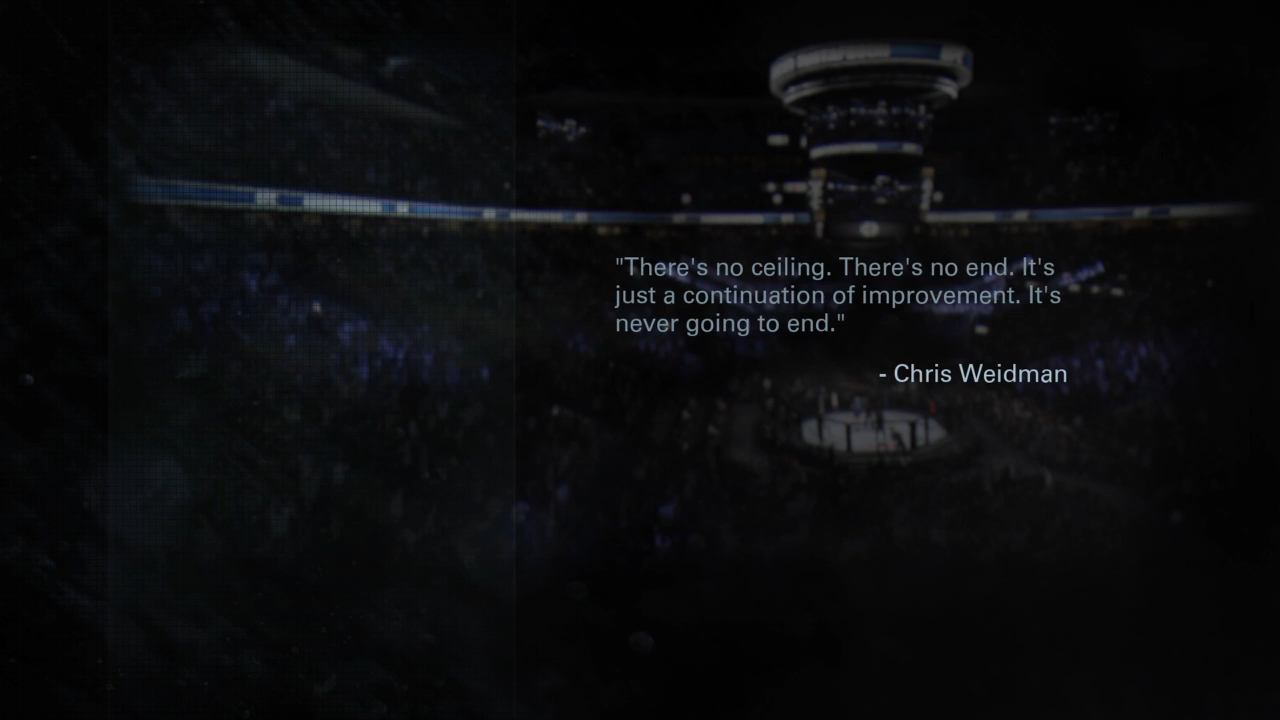 "There's no ceiling. There's no end. It's
just a continuation of improvement. It's
never going to end."
- Chris Weidman